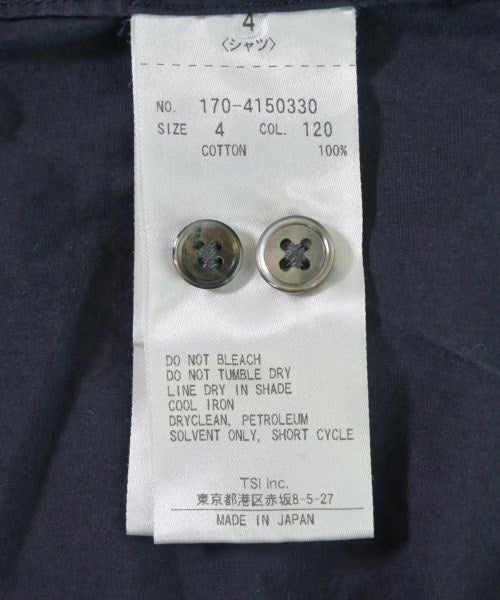 4
〈シャツ〉
NO. 170-4150330
SIZE 4 COL. 120
COTTON 100%
DO NOT BLEACH
DO NOT TUMBLE DRY
LINE DRY IN SHADE
COOL IRON
DRYCLEAN, PETROLEUM
SOLVENT ONLY, SHORT CYCLE
TSI Inc.
東京都港区赤坂8-5-27
MADE IN JAPAN